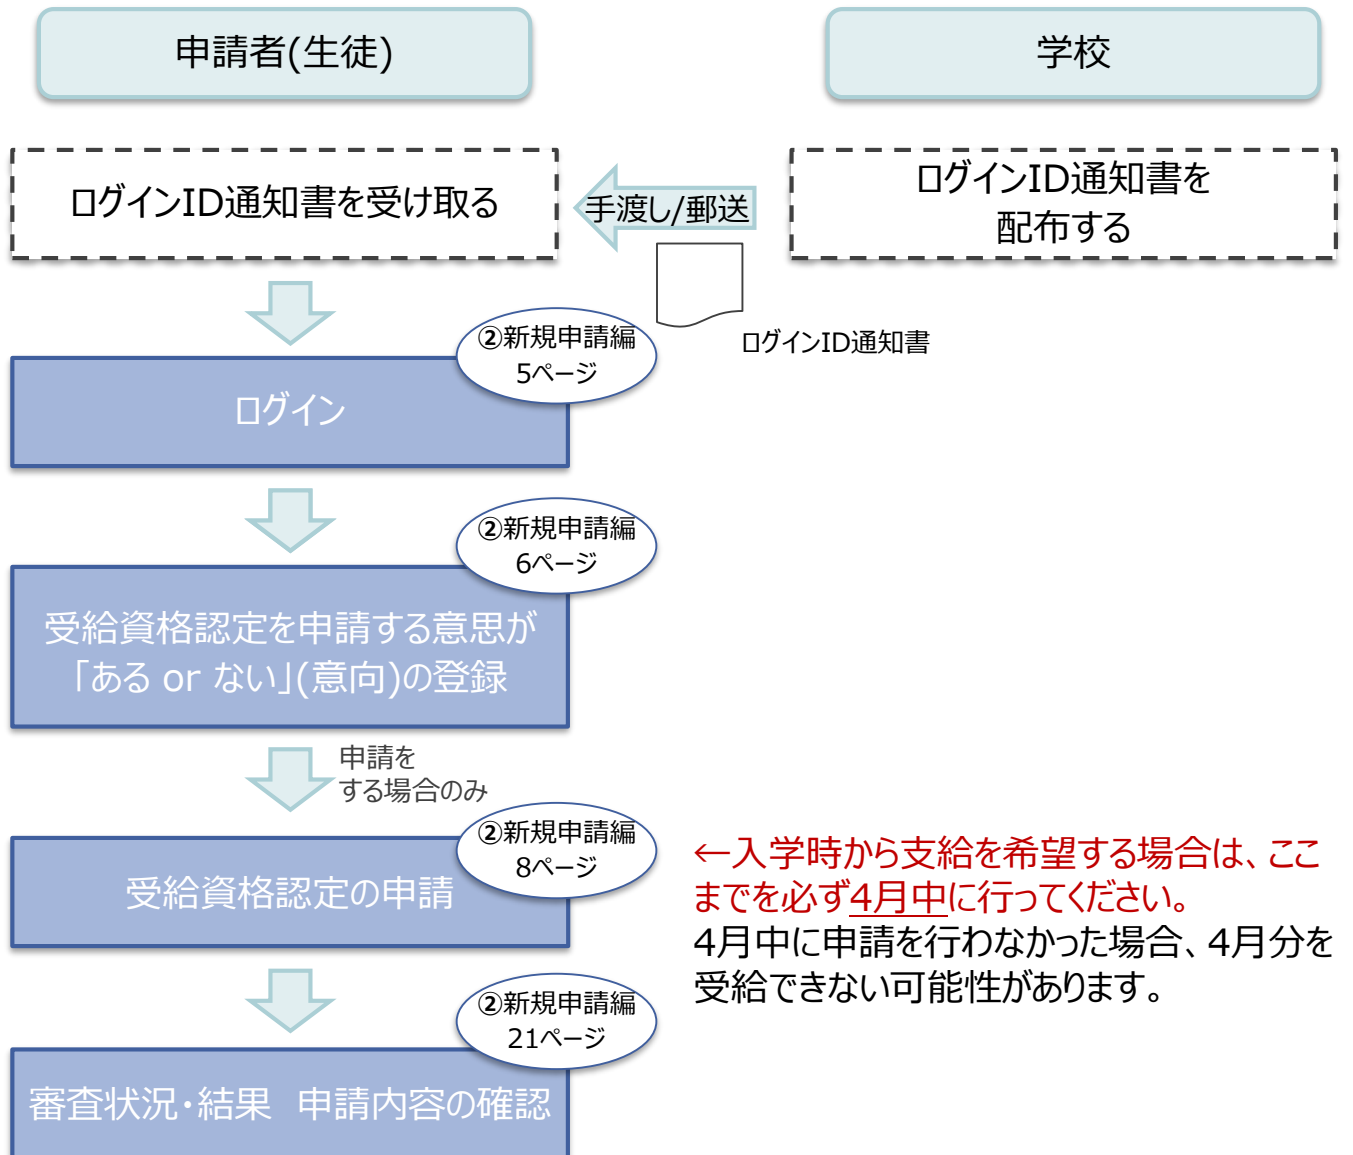 申請者(生徒)
学校
ログインID通知書を受け取る
手渡し/郵送
ログインID通知書を
配布する
ログインID通知書
②新規申請編
5ページ
ログイン
②新規申請編
6ページ
受給資格認定を申請する意思が
「ある or ない」(意向)の登録
申請を
する場合のみ
②新規申請編
8ページ
受給資格認定の申請
←入学時から支給を希望する場合は、ここ
までを必ず4月中に行ってください。
4月中に申請を行わなかった場合、4月分を
受給できない可能性があります。
②新規申請編
21ページ
審査状況・結果　申請内容の確認